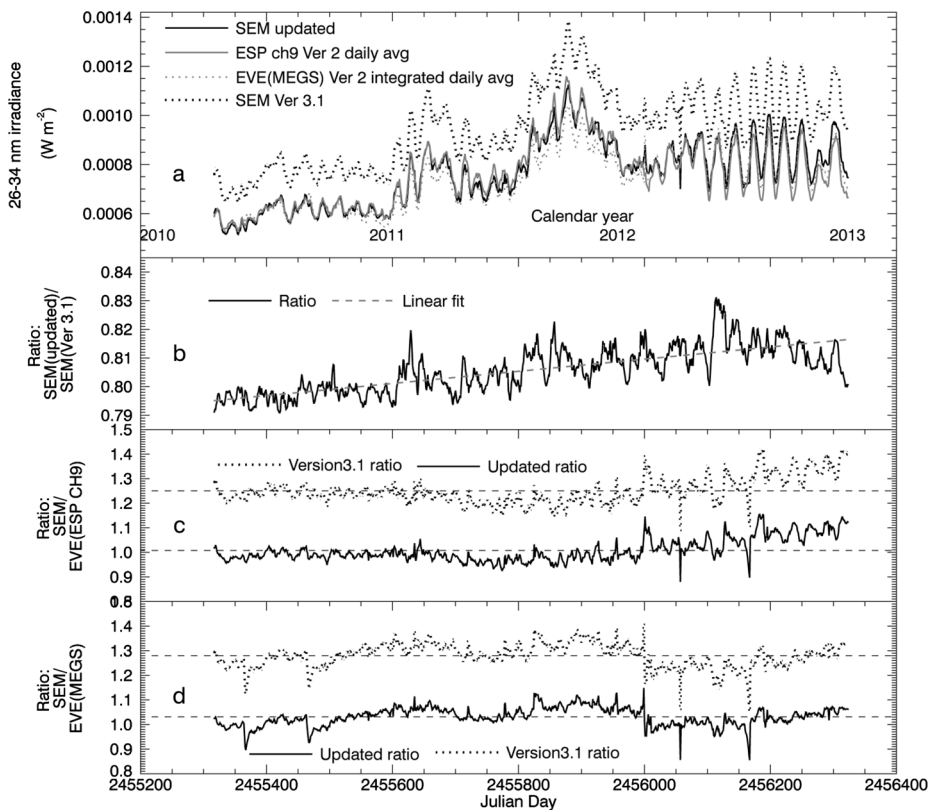 0.0014
0.0012
0.0010
0.0008
0.0006
26-34 nm irradiance
(W m-2)
SEM updated
ESP ch9 Ver 2 daily avg
EVE(MEGS) Ver 2 integrated daily avg
SEM Ver 3.1
a
Calendar year
2010
2011
2012
2013
0.84
0.83
0.82
0.81
0.80
0.79
Ratio:
SEM(updated)/
SEM(Ver 3.1)
Ratio
Linear fit
b
1.5
1.4
1.3
1.2
1.1
1.0
0.9
Ratio:
SEM/
EVE(ESP CH9)
Version3.1 ratio
Updated ratio
c
1.4
1.3
1.2
1.1
1.0
0.9
0.8
Ratio:
SEM/
EVE(MEGS)
d
Updated ratio
Version3.1 ratio
2455200
2455400
2455600
2455800
2456000
2456200
2456400
Julian Day